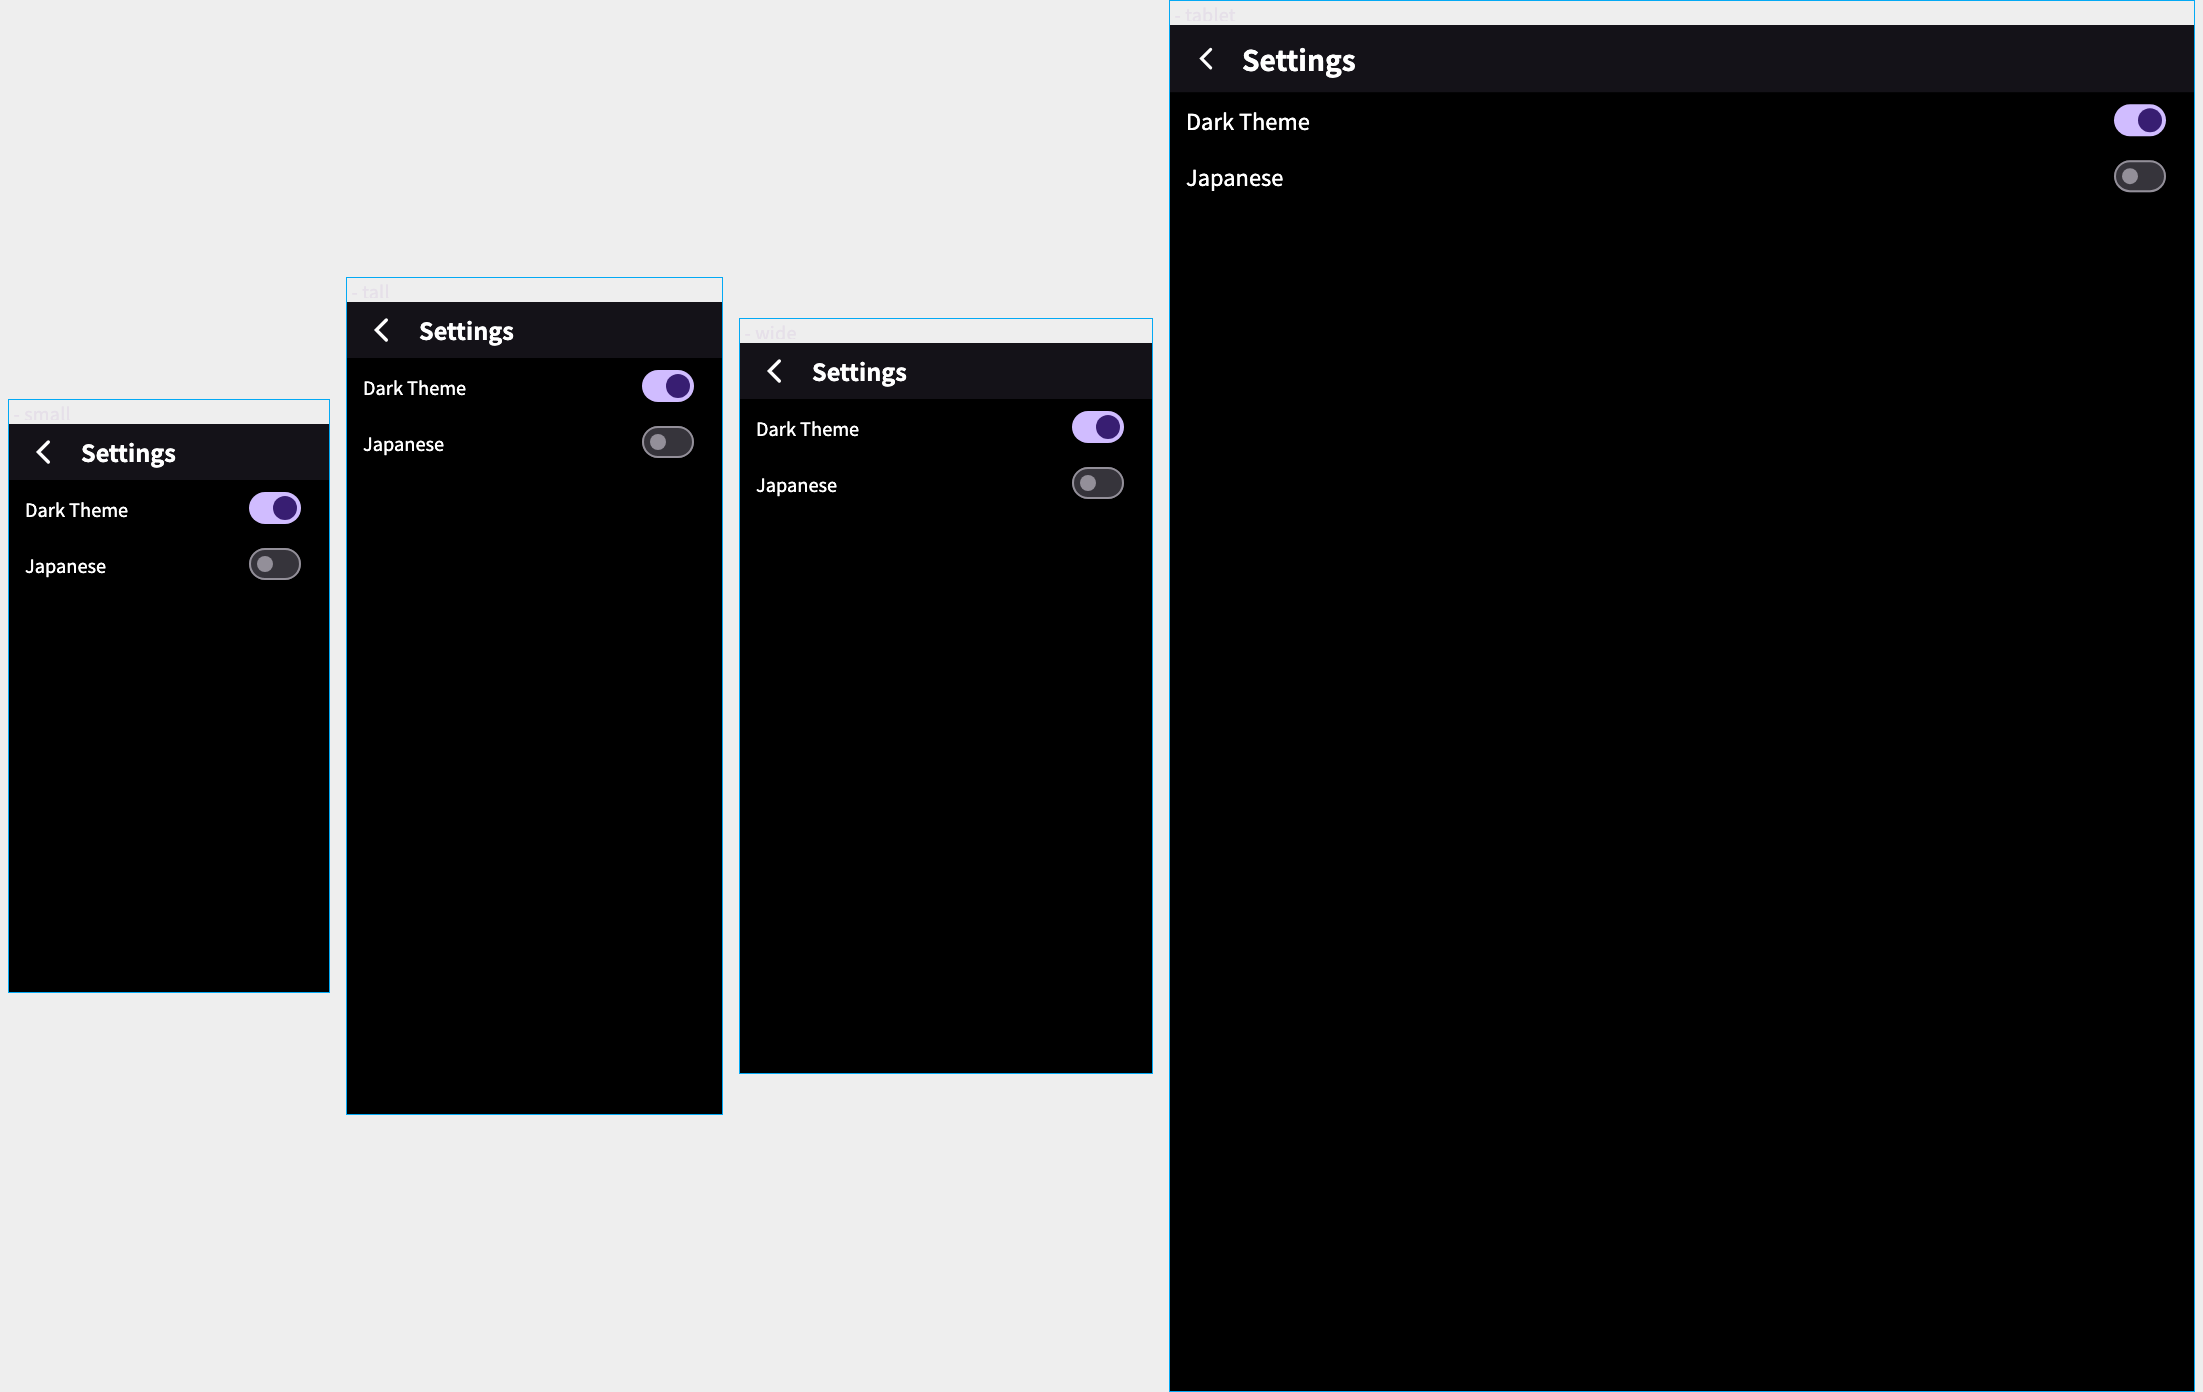 - small
Settings
Dark Theme
Japanese
- tall
Settings
Dark Theme
Japanese
- wide
Settings
Dark Theme
Japanese
- tablet
Settings
Dark Theme
Japanese